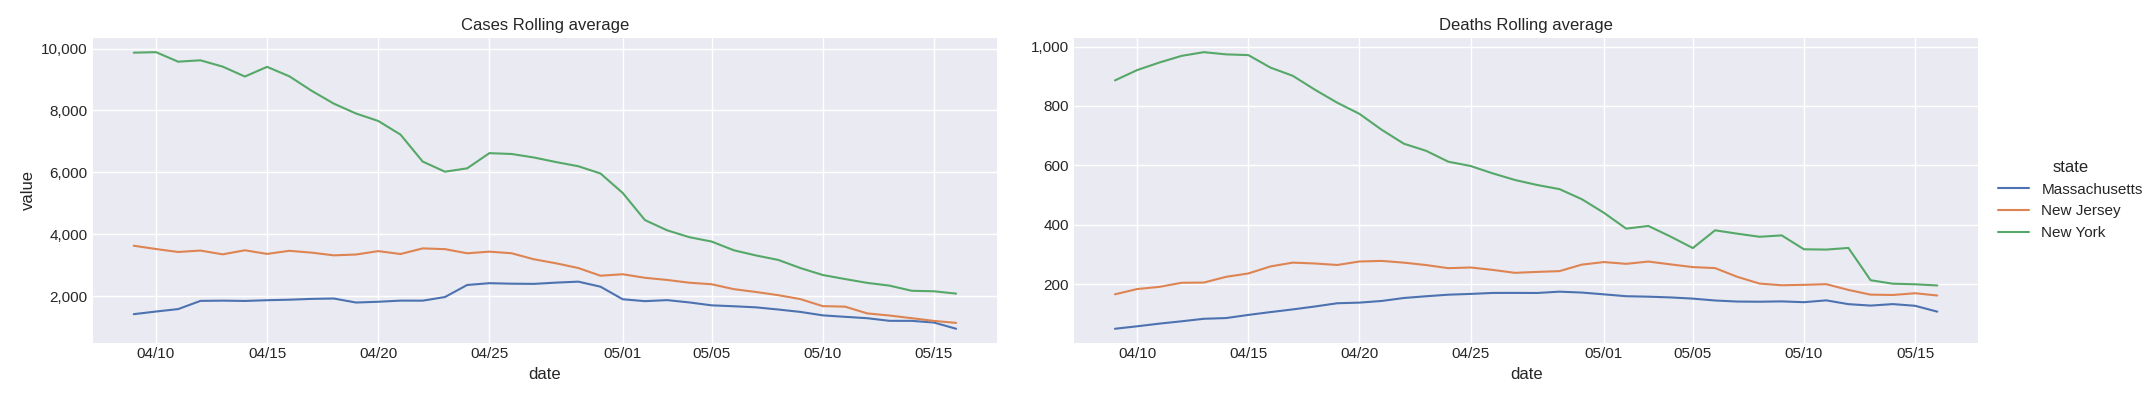 Cases Rolling average
10,000
8,000
6,000
4,000
2,000
value
04/10 04/15 04/20 04/25 05/01 05/05 05/10 05/15
date
Deaths Rolling average
1,000
800
600
400
200
04/10 04/15 04/20 04/25 05/01 05/05 05/10 05/15
date
state
Massachusetts
New Jersey
New York